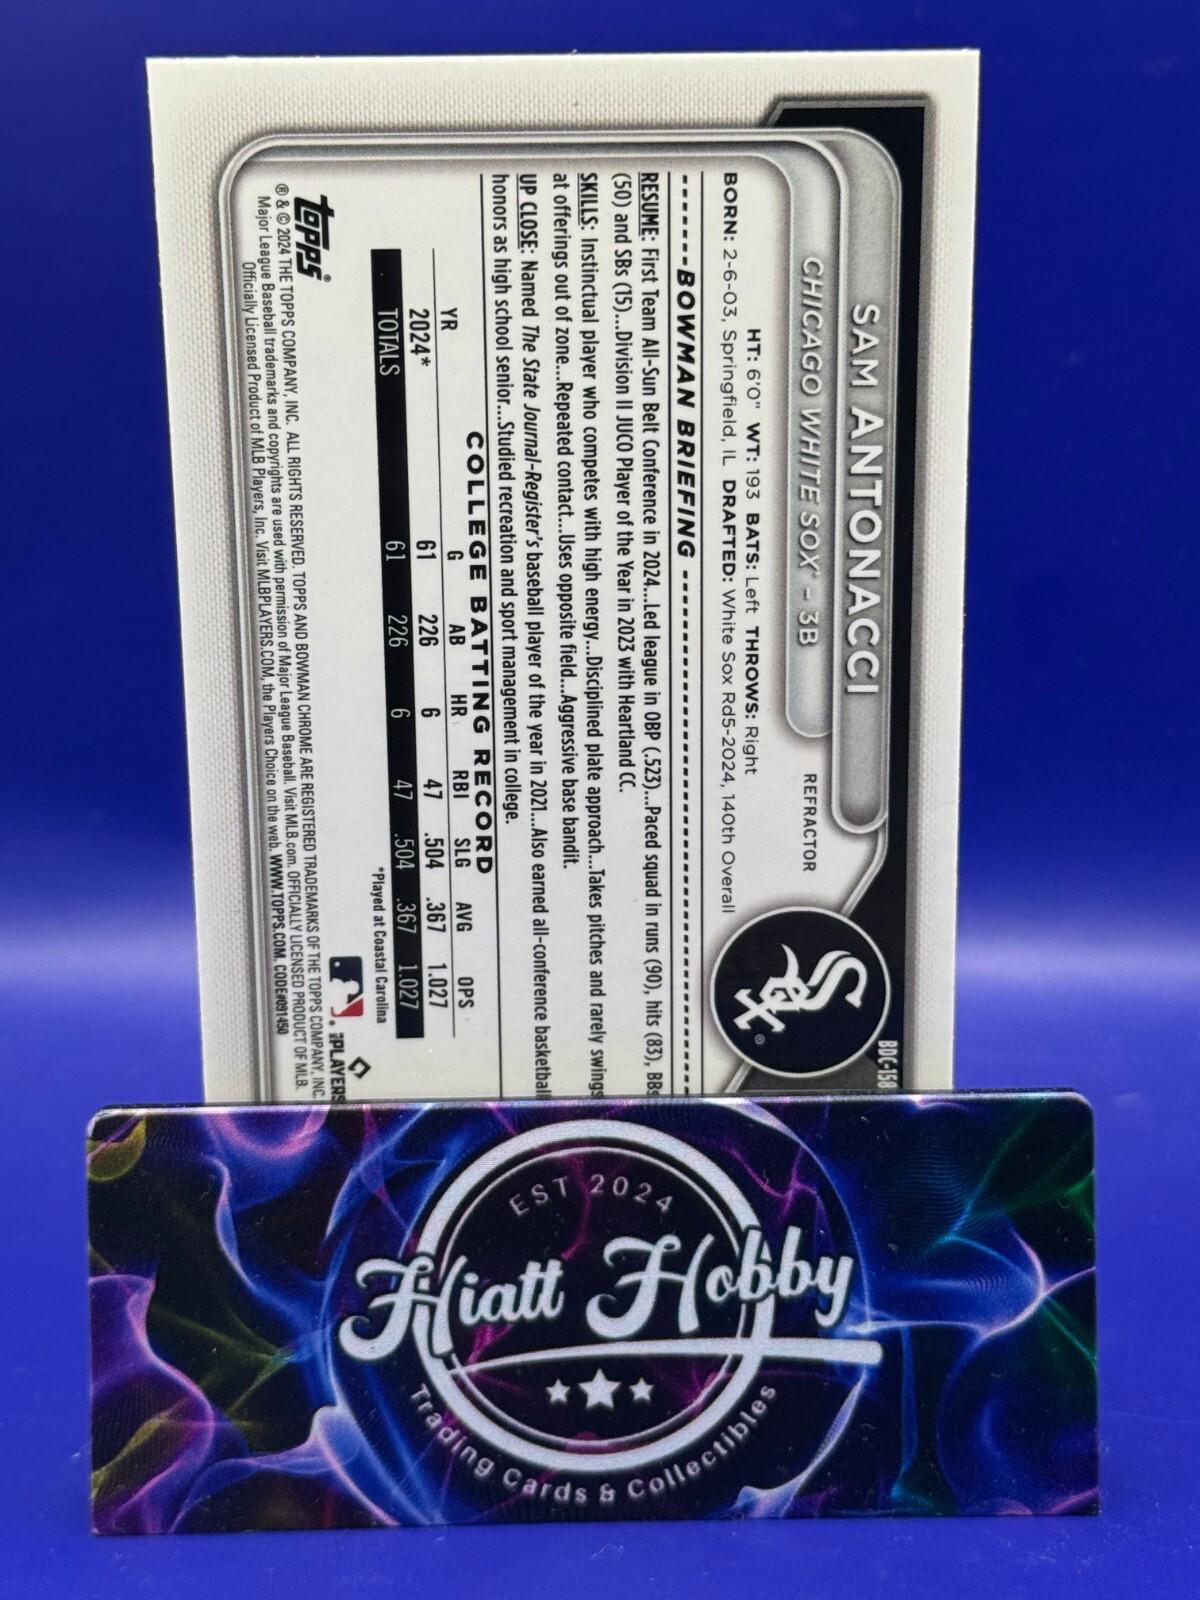 BDC-158
SAM ANTONACCI
CHICAGO WHITE SOX® – 3B
REFRACTOR
SOX
®
HT: 6'0" WT: 193 BATS: Left THROWS: Right
BORN: 2-6-03, Springfield, IL DRAFTED: White Sox Rd5-2024, 140th Overall
BOWMAN BRIEFING
RESUME: First Team All-Sun Belt Conference in 2024...Led league in OBP (.523)...Paced squad in runs (90), hits (83), BBs
(50) and SBs (15)...Division II JUCO Player of the Year in 2023 with Heartland CC.
SKILLS: Instinctual player who competes with high energy...Disciplined plate approach...Takes pitches and rarely swings
at offerings out of zone...Repeated contact...Uses opposite field...Aggressive base bandit.
UP CLOSE: Named The State Journal-Register's baseball player of the year in 2021...Also earned all-conference basketball
honors as high school senior...Studied recreation and sport management in college.
COLLEGE BATTING RECORD
YR G AB HR RBI SLG AVG OPS
2024* 61 226 6 47 .504 .367 1.027
TOTALS 61 226 6 47 .504 .367 1.027
*Played at Coastal Carolina
topps®
PLAYERS
® & © 2024 THE TOPPS COMPANY, INC. ALL RIGHTS RESERVED. TOPPS AND BOWMAN CHROME ARE REGISTERED TRADEMARKS OF THE TOPPS COMPANY, INC.
Major League Baseball trademarks and copyrights are used with permission of Major League Baseball. Visit MLB.com. OFFICIALLY LICENSED PRODUCT OF MLB.
Officially Licensed Product of MLB Players, Inc. Visit MLBPLAYERS.COM, the Players Choice on the web. WWW.TOPPS.COM. CODE#091450
EST 2024
Hiatt Hobby
Trading Cards & Collectibles